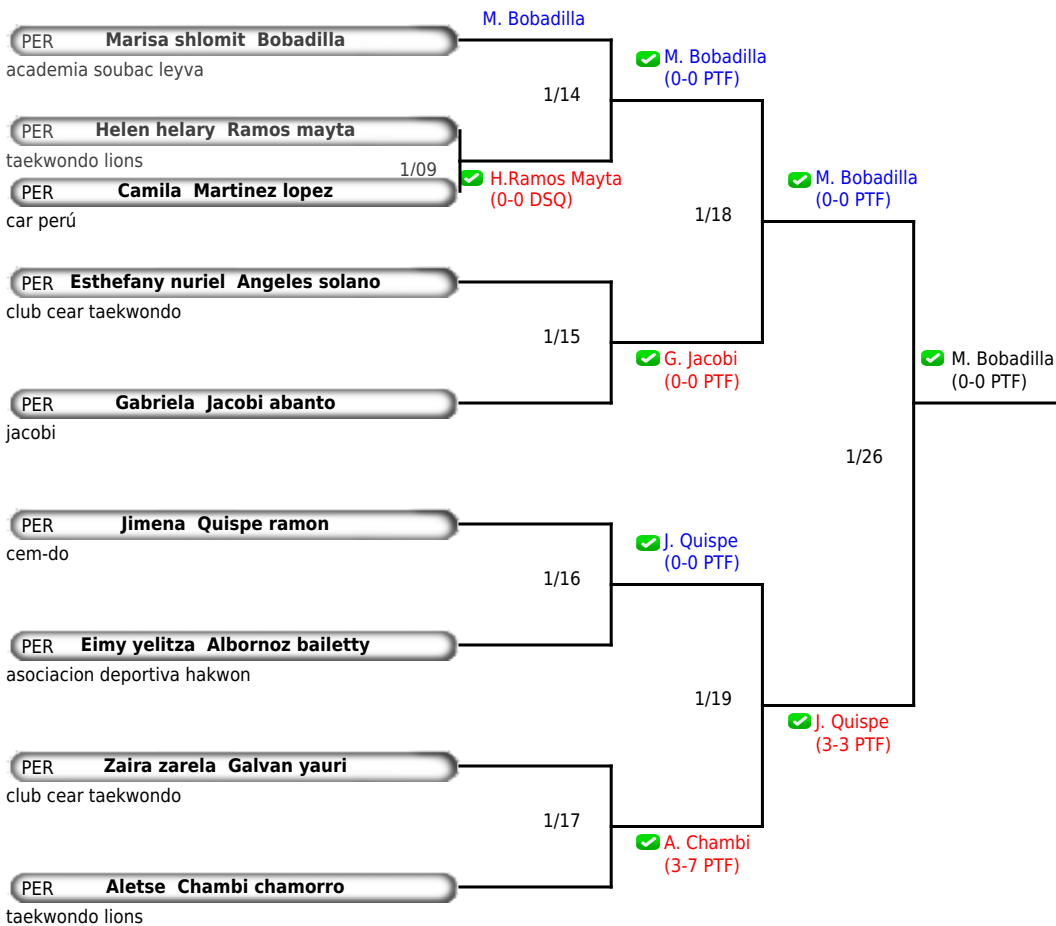 M. Bobadilla
PER Marisa shlomit Bobadilla
academia soubac leyva
M. Bobadilla
(0-0 PTF)
1/14
PER Helen helary Ramos mayta
taekwondo lions
1/09
H.Ramos Mayta
(0-0 DSQ)
PER Camila Martinez lopez
car perú
M. Bobadilla
(0-0 PTF)
1/18
PER Esthefany nuriel Angeles solano
club cear taekwondo
1/15
G. Jacobi
(0-0 PTF)
PER Gabriela Jacobi abanto
jacobi
M. Bobadilla
(0-0 PTF)
1/26
PER Jimena Quispe ramon
cem-do
J. Quispe
(0-0 PTF)
1/16
PER Eimy yelitza Albornoz bailetty
asociacion deportiva hakwon
1/19
J. Quispe
(3-3 PTF)
PER Zaira zarela Galvan yauri
club cear taekwondo
1/17
A. Chambi
(3-7 PTF)
PER Aletse Chambi chamorro
taekwondo lions